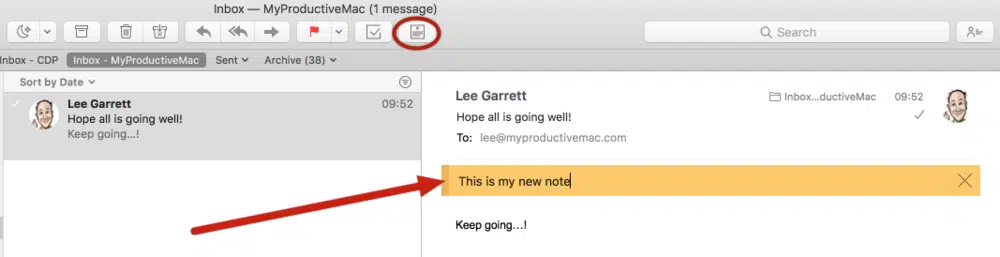 Inbox — MyProductiveMac (1 message)
Search
Inbox - CDP Inbox - MyProductiveMac Sent Archive (38)
Sort by Date
Lee Garrett 09:52
Hope all is going well!
Keep going...!
Lee Garrett Inbox...ductiveMac 09:52
Hope all is going well!
To: lee@myproductivemac.com
This is my new note
Keep going...!